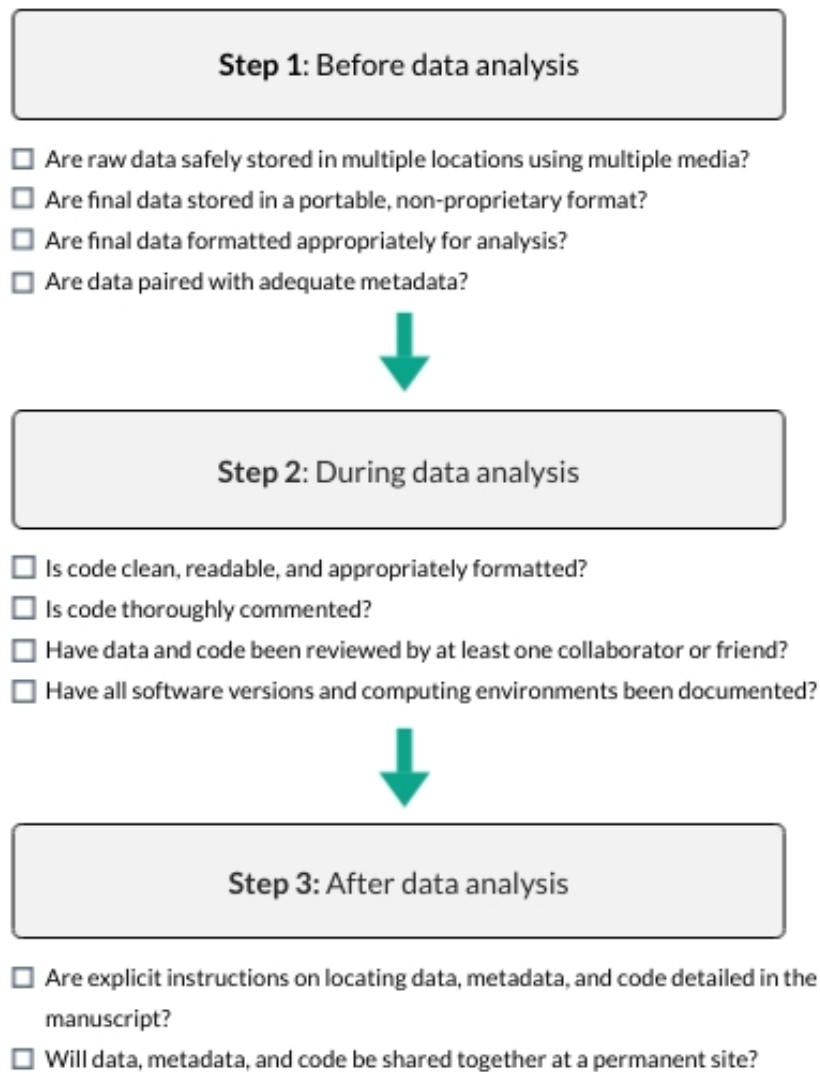 Step 1: Before data analysis
Are raw data safely stored in multiple locations using multiple media?
Are final data stored in a portable, non-proprietary format?
Are final data formatted appropriately for analysis?
Are data paired with adequate metadata?
Step 2: During data analysis
Is code clean, readable, and appropriately formatted?
Is code thoroughly commented?
Have data and code been reviewed by at least one collaborator or friend?
Have all software versions and computing environments been documented?
Step 3: After data analysis
Are explicit instructions on locating data, metadata, and code detailed in the
manuscript?
Will data, metadata, and code be shared together at a permanent site?